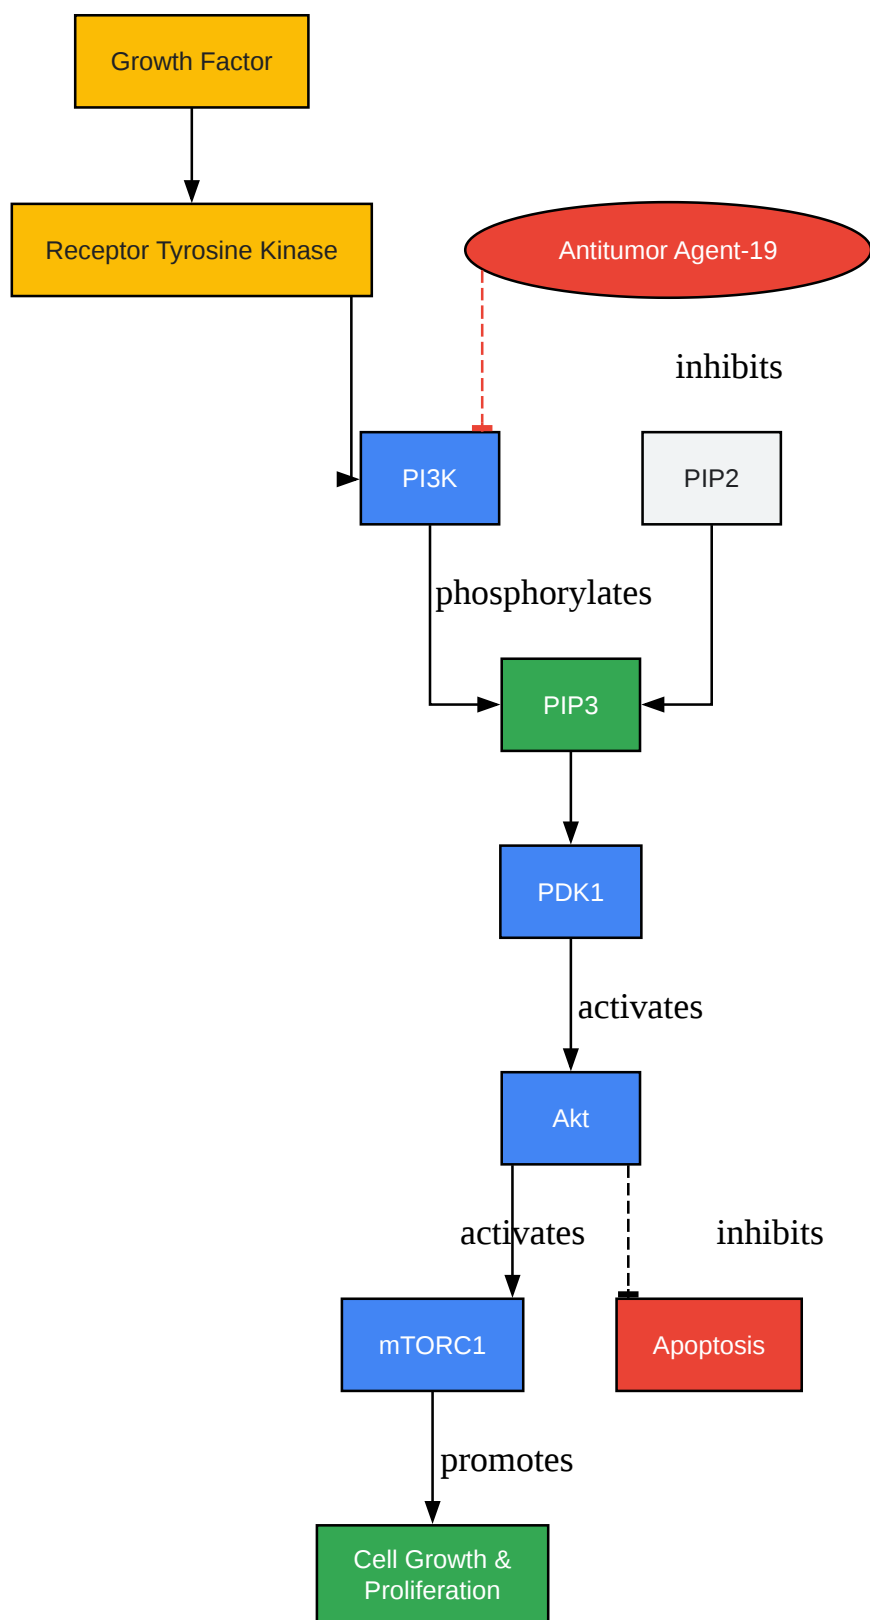 Growth Factor
Receptor Tyrosine Kinase
Antitumor Agent-19
inhibits
PI3K
PIP2
phosphorylates
PIP3
PDK1
activates
Akt
activates
inhibits
mTORC1
Apoptosis
promotes
Cell Growth &
Proliferation